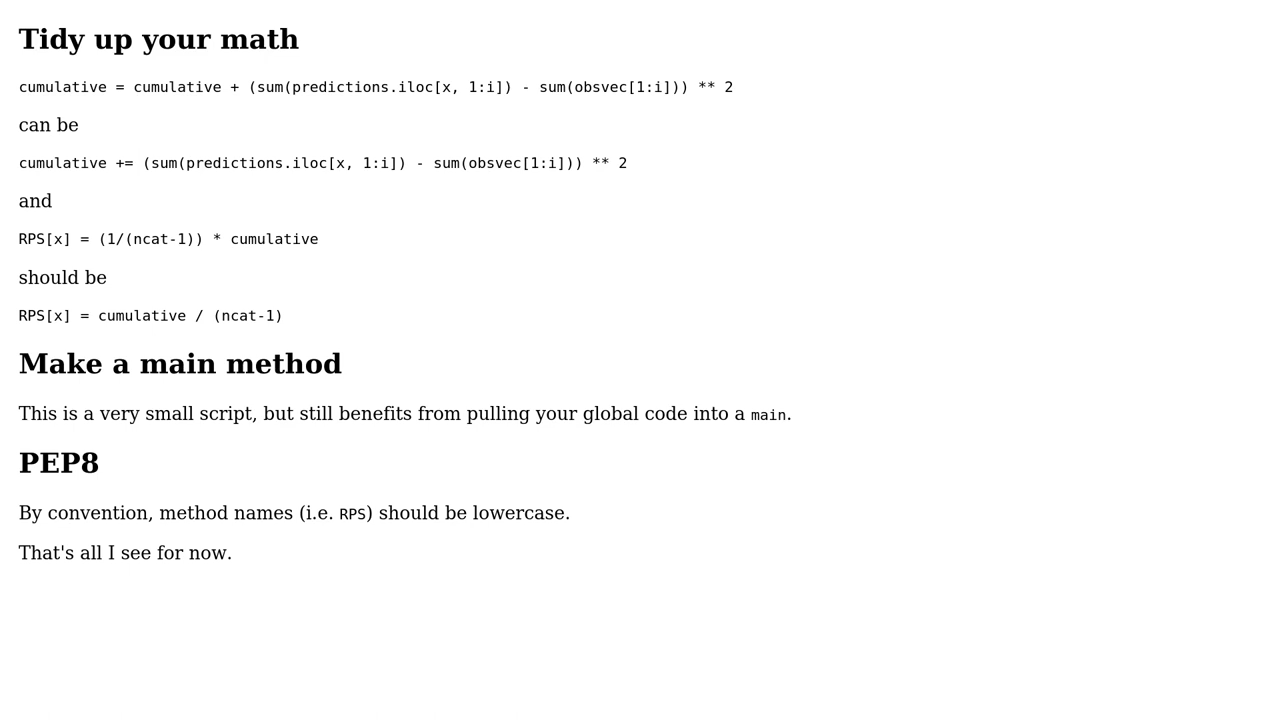 Tidy up your math
cumulative = cumulative + (sum(predictions.iloc[x, 1:i]) - sum(obsvec[1:i])) ** 2
can be
cumulative += (sum(predictions.iloc[x, 1:i]) - sum(obsvec[1:i])) ** 2
and
RPS[x] = (1/(ncat-1)) * cumulative
should be
RPS[x] = cumulative / (ncat-1)
Make a main method
This is a very small script, but still benefits from pulling your global code into a main.
PEP8
By convention, method names (i.e. RPS) should be lowercase.
That's all I see for now.